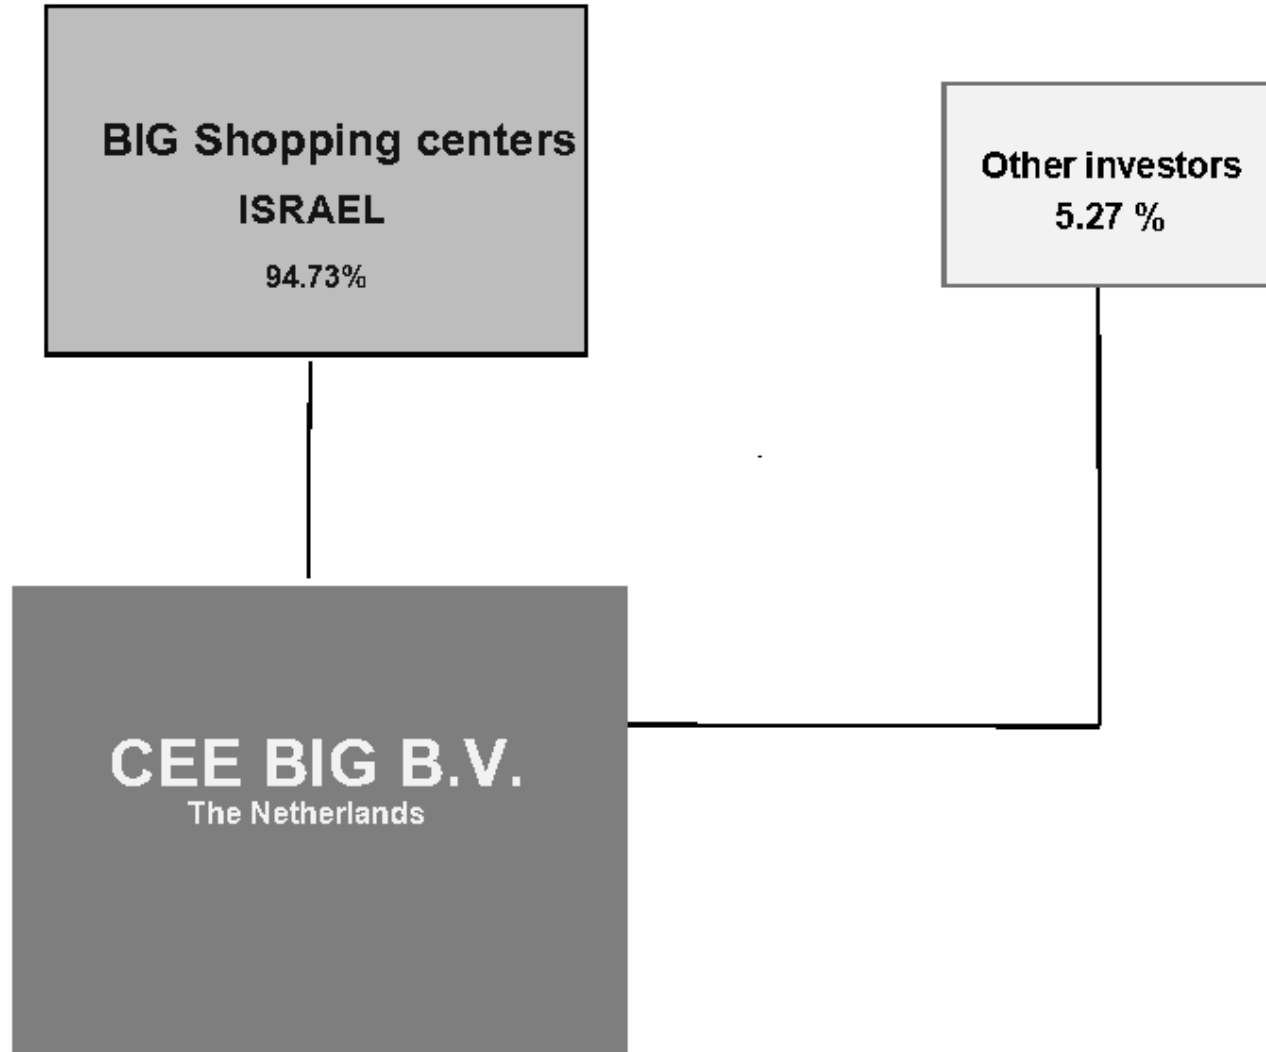 BIG Shopping centers
ISRAEL
94.73%
Other investors
5.27 %
CEE BIG B.V.
The Netherlands